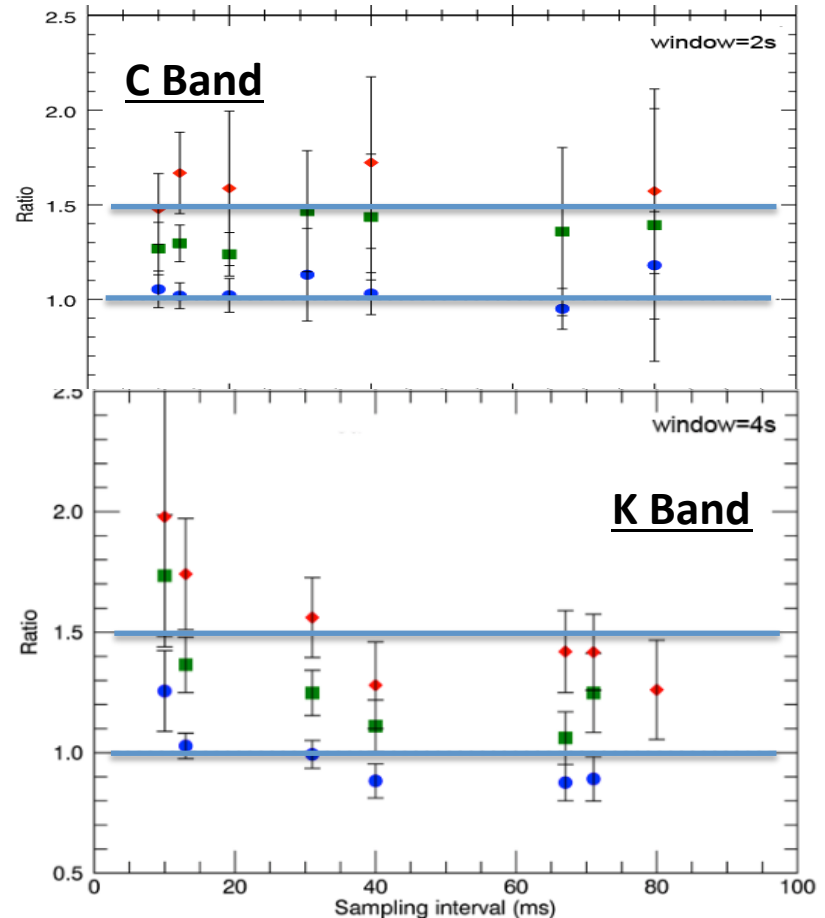 2.5
window=2s
C Band
2.0
Ratio
1.5
1.0
2.5
window=4s
K Band
2.0
Ratio
1.5
1.0
0.5
0 20 40 60 80 100
Sampling interval (ms)